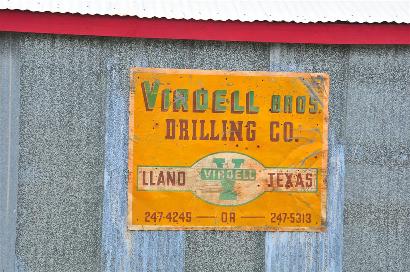 VIRDELL BROS.
DRILLING CO.
LLANO VIRDELL TEXAS
247-4245 — OR — 247-5313